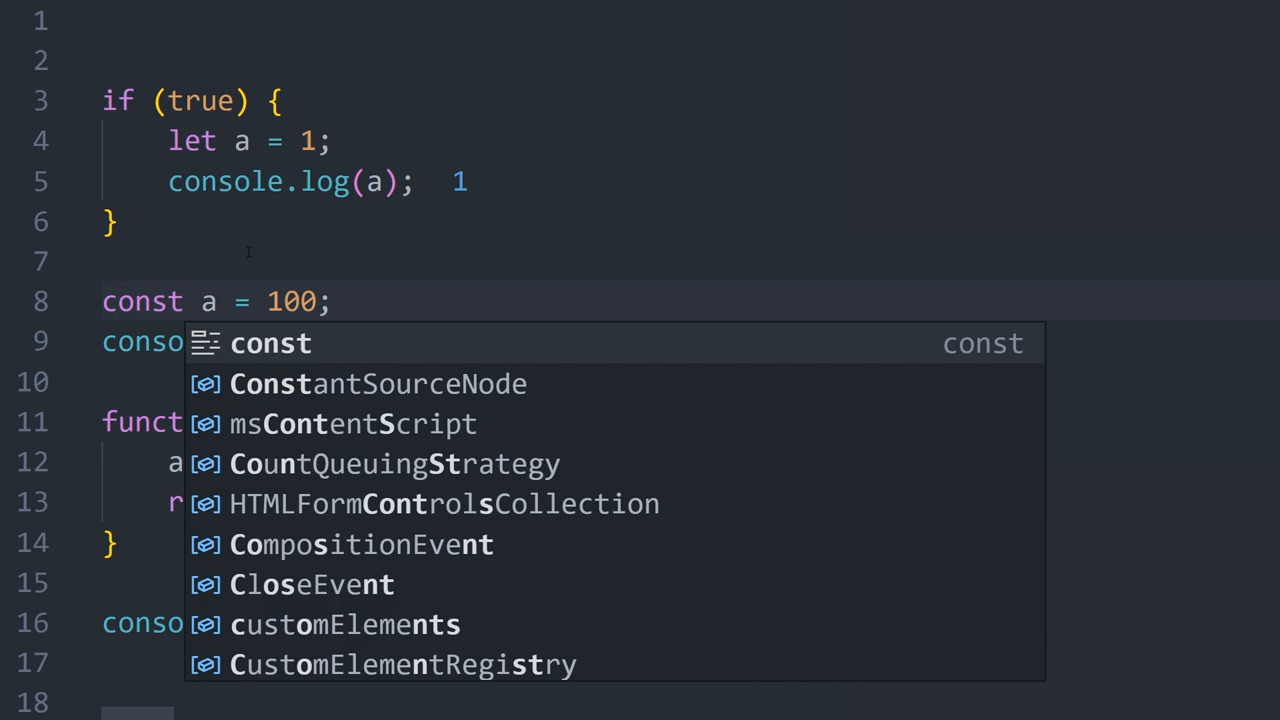 1
2
3 if (true) {
4 let a = 1;
5 console.log(a); 1
6 }
7
8 const a = 100;
9 conso const const
10 ConstantSourceNode
11 funct msContentScript
12 a CountQueuingStrategy
13 r HTMLFormControlsCollection
14 } CompositionEvent
15 CloseEvent
16 conso customElements
17 CustomElementRegistry
18